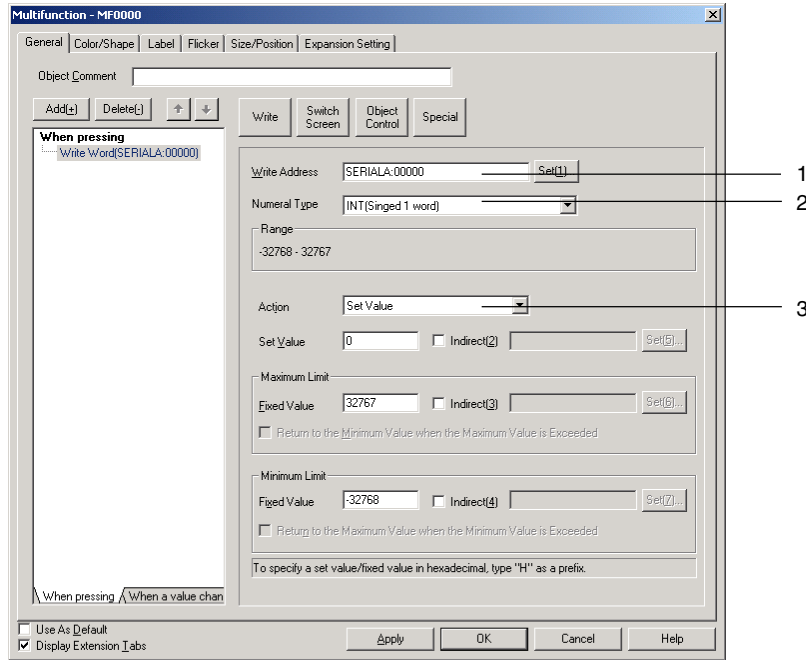 Multifunction - MF0000
General Color/Shape Label Flicker Size/Position Expansion Setting
Object Comment
Add(+) Delete(-)
Write Switch Screen Object Control Special
When pressing
Write Word(SERIALA:00000)
Write Address SERIALA:00000 Set(1) 1
Numeral Type INT(Singed 1 word) 2
Range
-32768 - 32767
Action Set Value 3
Set Value 0 Indirect(2) Set(5)...
Maximum Limit
Fixed Value 32767 Indirect(3) Set(6)...
Return to the Minimum Value when the Maximum Value is Exceeded
Minimum Limit
Fixed Value -32768 Indirect(4) Set(7)...
Return to the Maximum Value when the Minimum Value is Exceeded
To specify a set value/fixed value in hexadecimal, type "H" as a prefix.
When pressing When a value chan
Use As Default
Display Extension Tabs
Apply OK Cancel Help